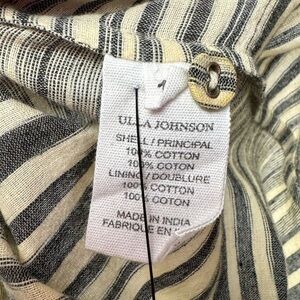 ULLA JOHNSON
SHELL / PRINCIPAL
100% COTTON
100% COTON
LINING / DOUBLURE
100% COTTON
100% COTON
MADE IN INDIA
FABRIQUE EN